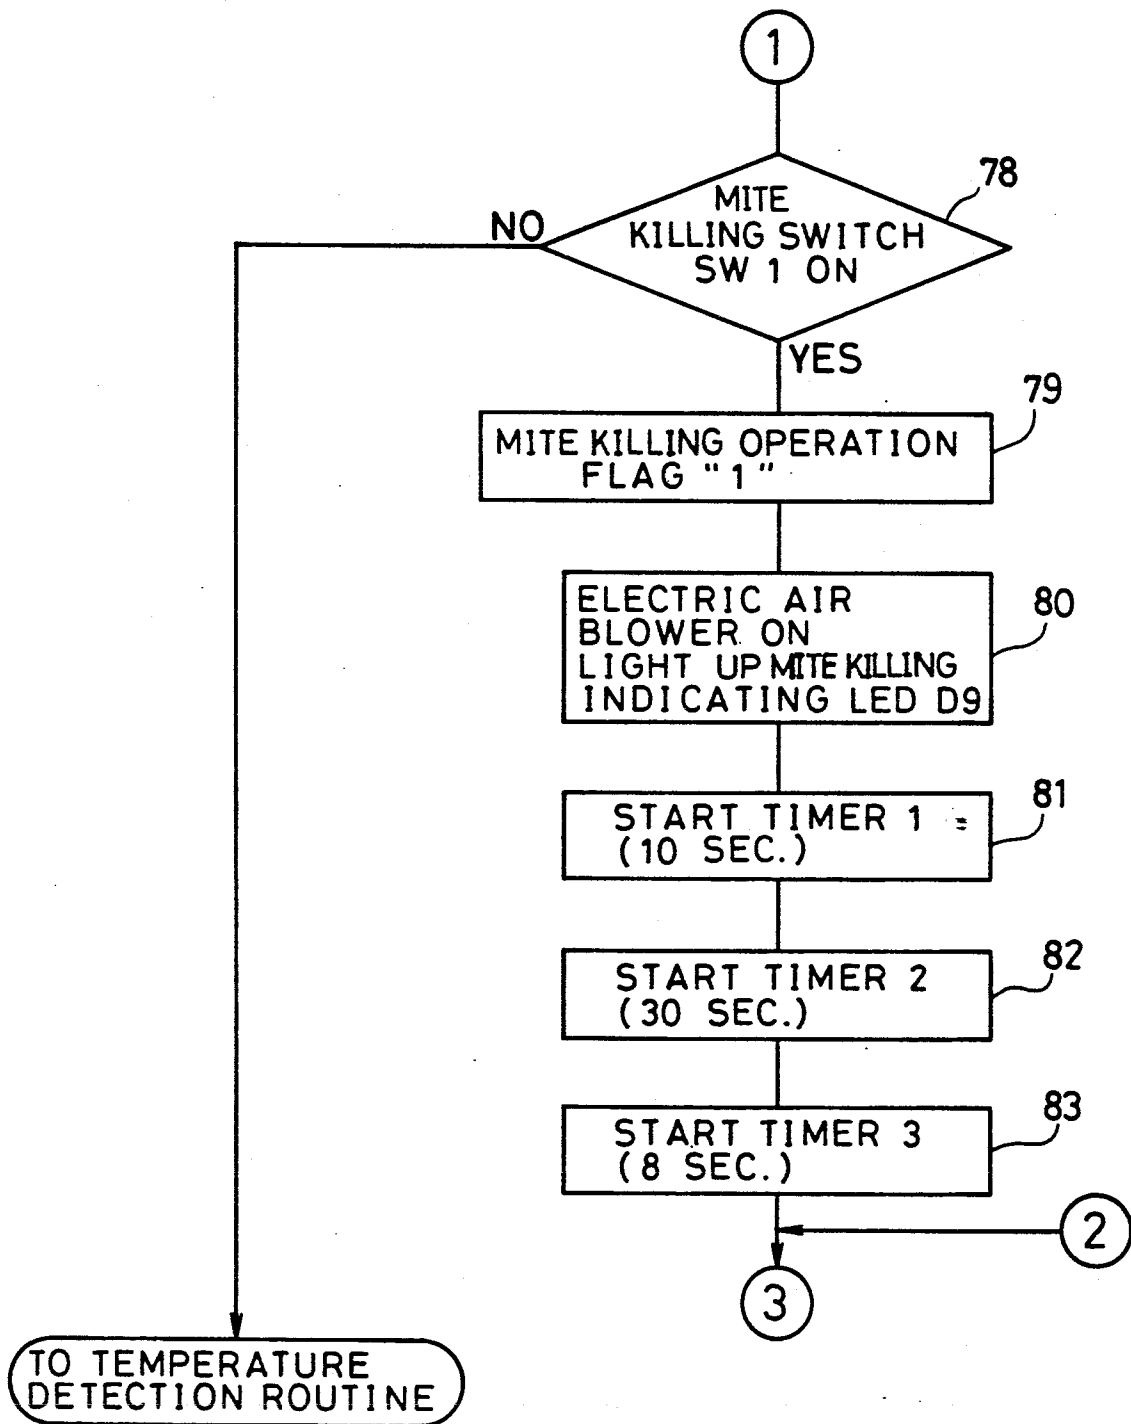 1
78
MITE
KILLING SWITCH
SW 1 ON
NO
YES
79
MITE KILLING OPERATION
FLAG "1"
80
ELECTRIC AIR
BLOWER ON
LIGHT UP MITE KILLING
INDICATING LED D9
81
START TIMER 1
(10 SEC.)
82
START TIMER 2
(30 SEC.)
83
START TIMER 3
(8 SEC.)
2
3
TO TEMPERATURE
DETECTION ROUTINE